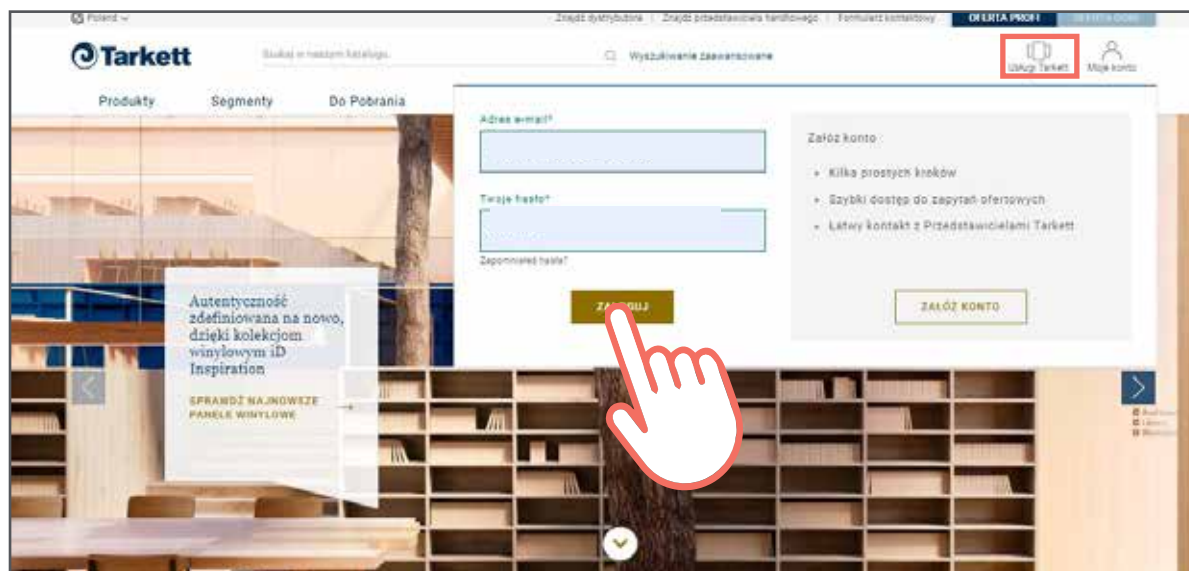 Poland
Znajdź dystrybutora | Znajdź przedstawiciela handlowego | Formularz kontaktowy
OFERTA PROFI
OFERTA DOM
Tarkett
Szukaj w naszym katalogu
Wyszukiwanie zaawansowane
Usługi Tarkett
Moje konto
Produkty
Segmenty
Do Pobrania
Adres e-mail*
Twoje hasło*
Zapomniałeś hasła?
Załóż konto
• Kilka prostych kroków
• Szybki dostęp do zapytań ofertowych
• Łatwy kontakt z Przedstawicielami Tarkett
ZAŁÓŻ KONTO
Autentyczność
zdefiniowana na nowo,
dzięki kolekcjom
winylowym iD
Inspiration
SPRAWDŹ NAJNOWSZE
PANELE WINYLOWE